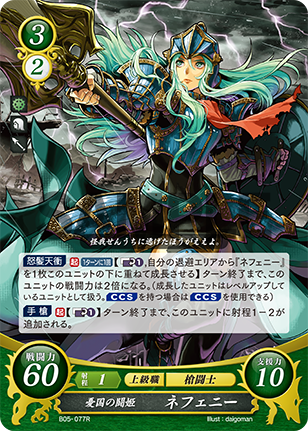 3
2
怪我せんうちに逃げたほうがええよ。
怒髪天衝 起 1ターンに1回 [1,自分の退避エリアから「ネフェニー」
を1枚このユニットの下に重ねて成長させる]ターン終了まで、この
ユニットの戦闘力は2倍になる。(成長したユニットはレベルアップして
いるユニットとして扱う。CCSを持つ場合はCCSを使用できる)
手槍 起 [1]ターン終了まで、このユニットに射程1-2が
追加される。
戦闘力
60
射程 1 上級職 槍闘士
支援力
10
憂国の闘姫 ネフェニー
B05-077R
Illust:daigoman